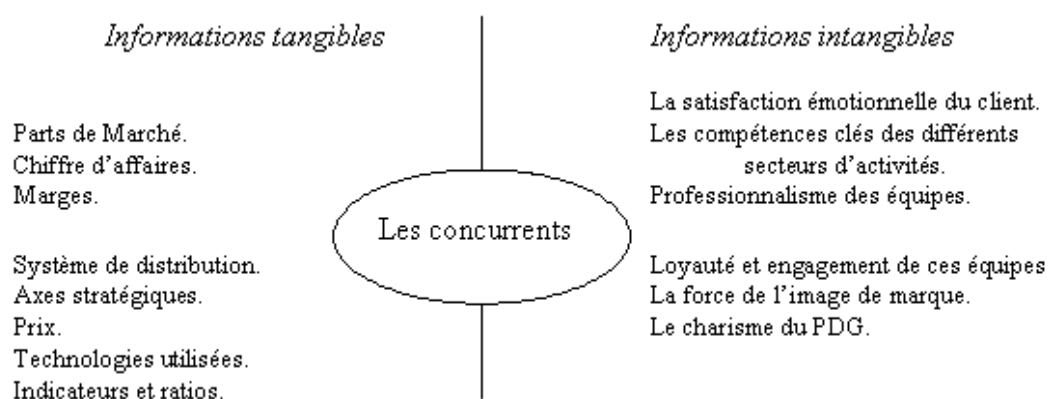 Informations tangibles
Parts de Marché.
Chiffre d'affaires.
Marges.
Système de distribution.
Axes stratégiques.
Prix.
Technologies utilisées.
Indicateurs et ratios.
Les concurrents
Informations intangibles
La satisfaction émotionnelle du client.
Les compétences clés des différents
secteurs d'activités.
Professionnalisme des équipes.
Loyauté et engagement de ces équipes
La force de l'image de marque.
Le charisme du PDG.